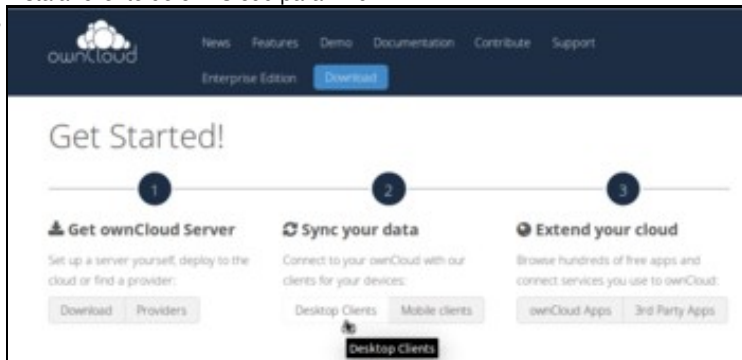 ownCloud
News Features Demo Documentation Contribute Support
Enterprise Edition Download
Get Started!
1 2 3
Get ownCloud Server
Set up a server yourself, deploy to the
cloud or find a provider:
Download Providers
Sync your data
Connect to your ownCloud with our
clients for your devices:
Desktop Clients Mobile clients
Desktop Clients
Extend your cloud
Browse hundreds of free apps and
connect services you use to ownCloud:
ownCloud Apps 3rd Party Apps